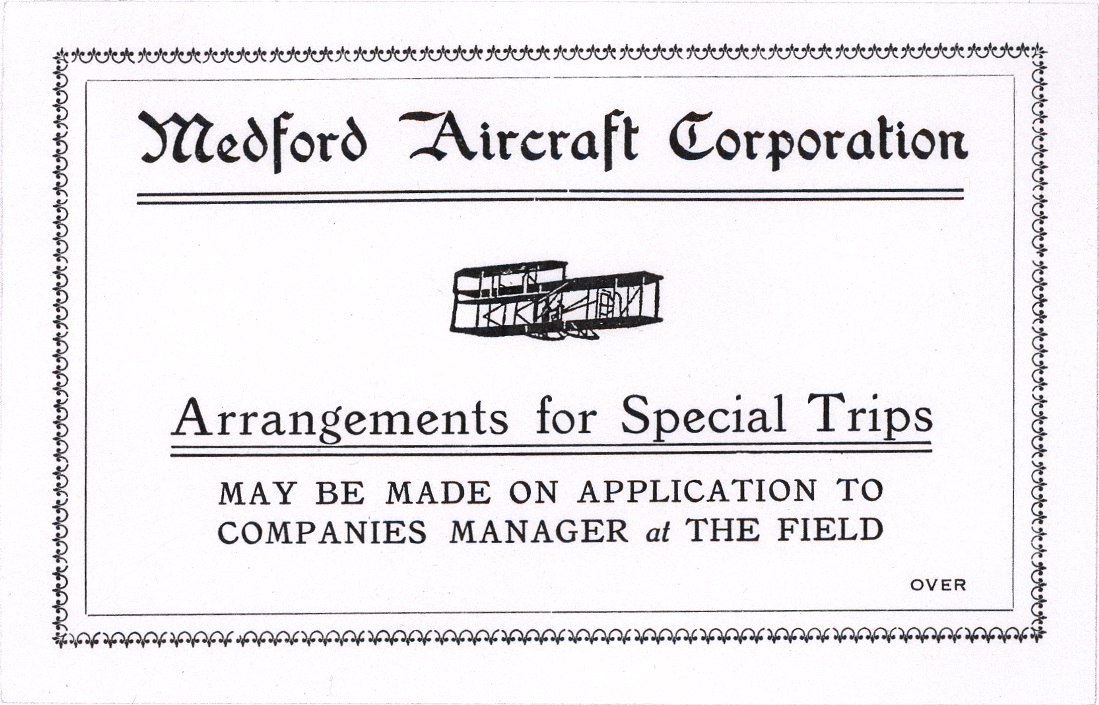 Medford Aircraft Corporation
Arrangements for Special Trips
MAY BE MADE ON APPLICATION TO
COMPANIES MANAGER at THE FIELD
OVER